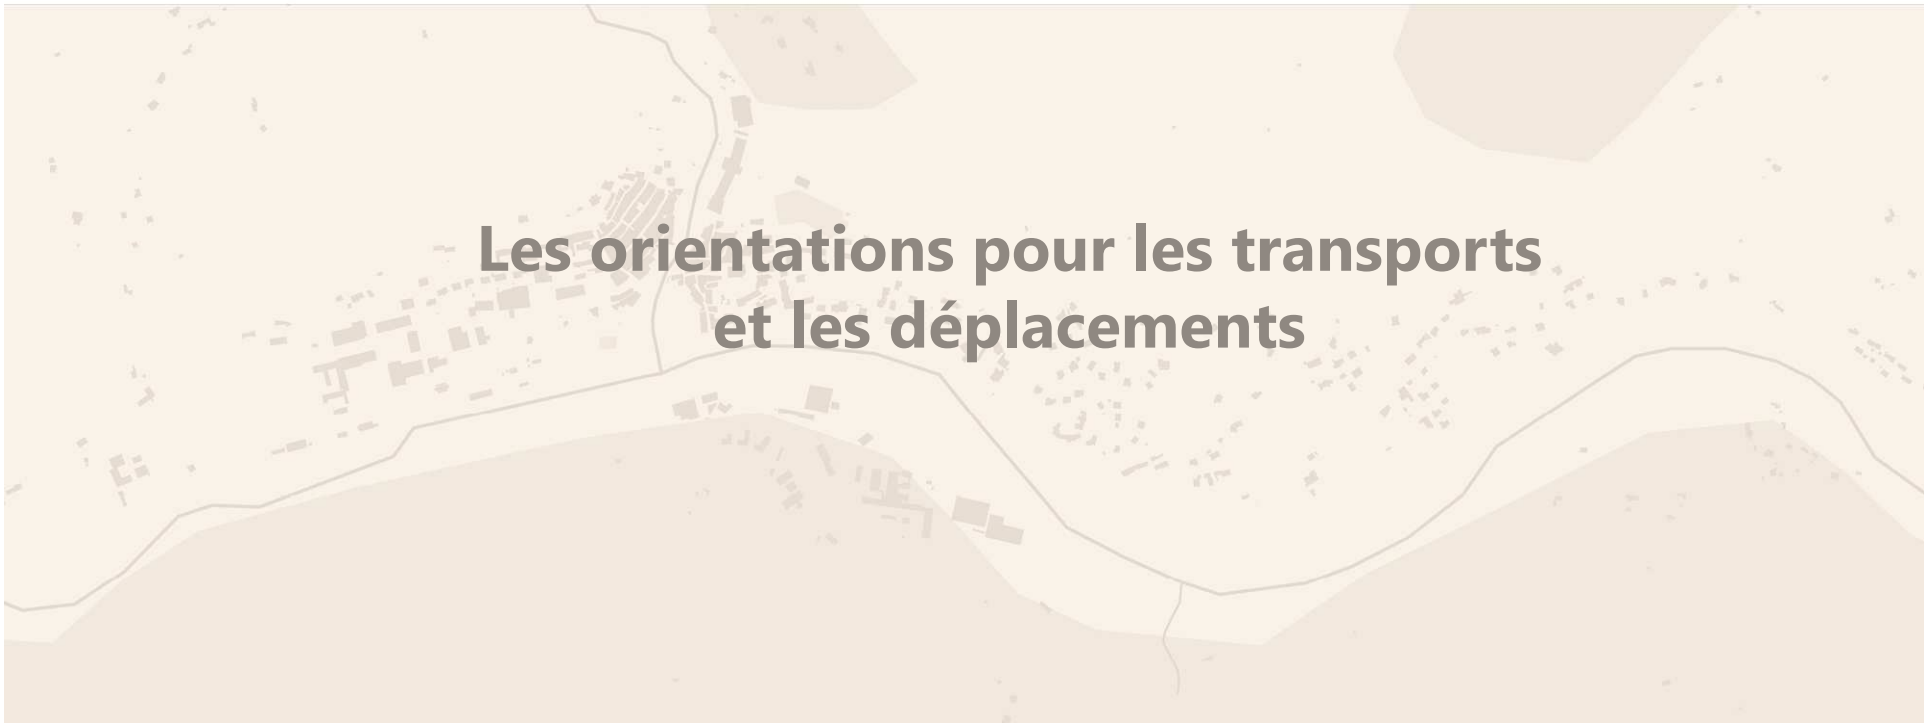 Les orientations pour les transports
et les déplacements